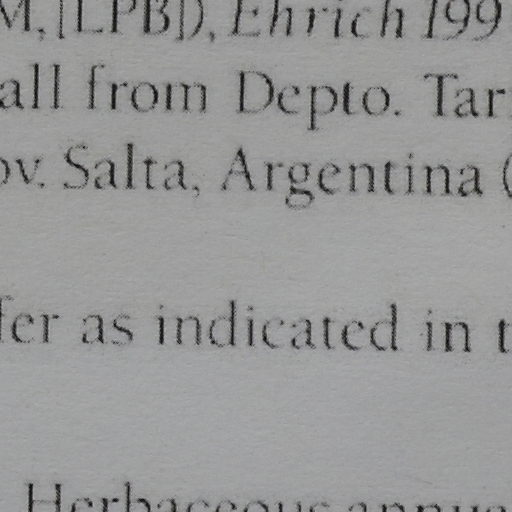 M, [LPB]), Ehrich 199
all from Depto. Tar
ov. Salta, Argentina (
fer as indicated in t
Herbaceous annua